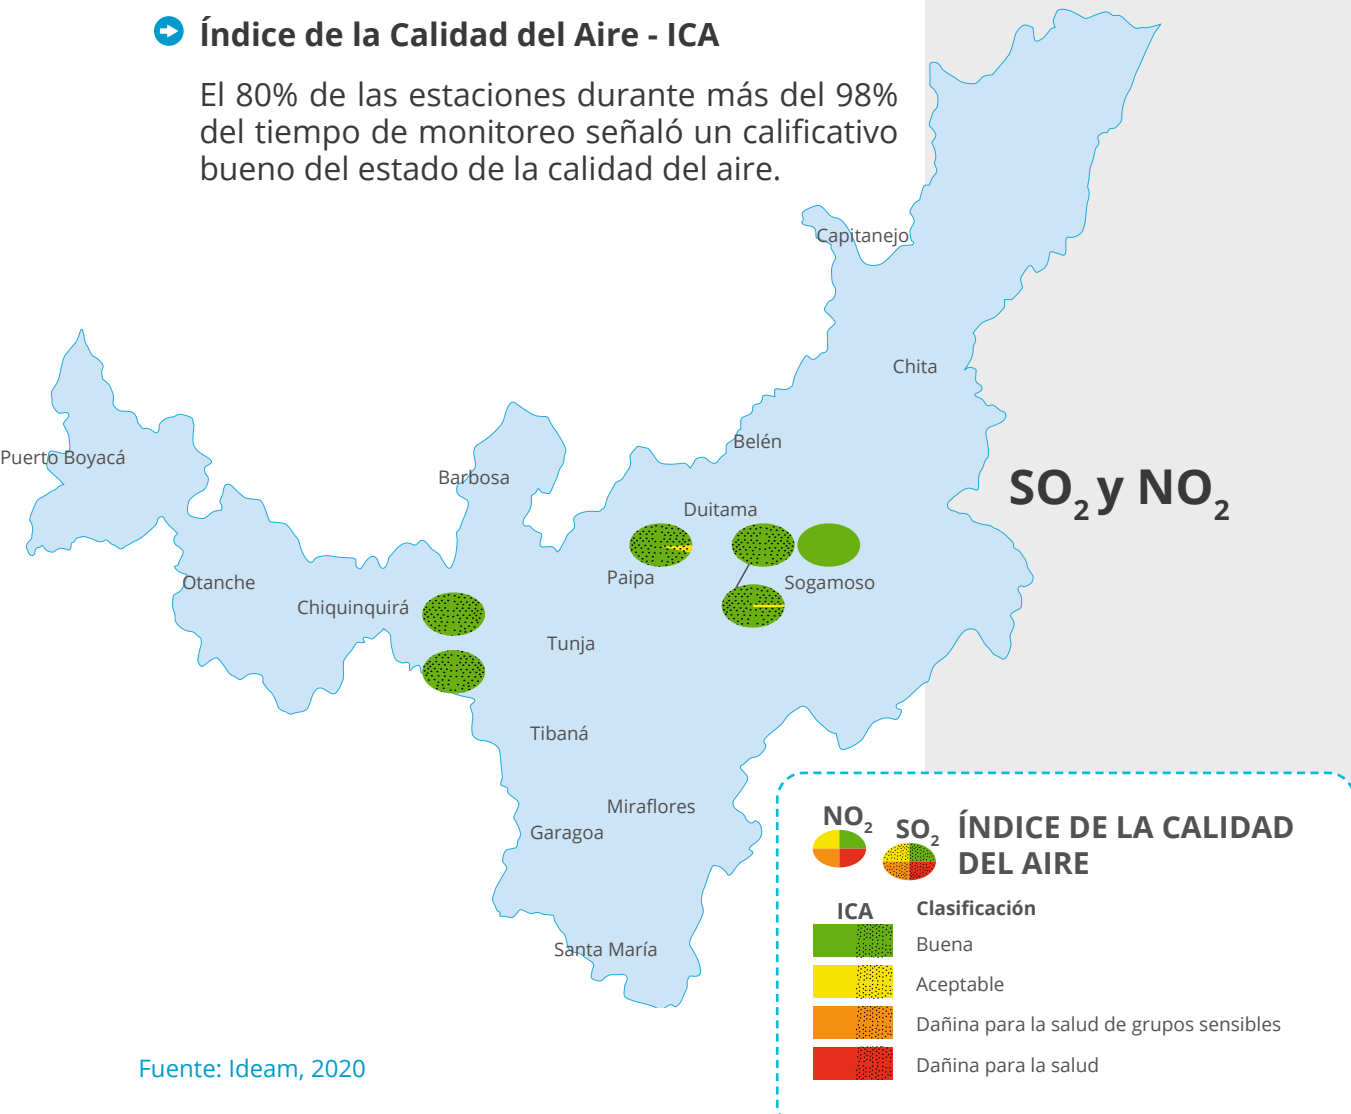 Índice de la Calidad del Aire - ICA
El 80% de las estaciones durante más del 98%
del tiempo de monitoreo señaló un calificativo
bueno del estado de la calidad del aire.
Capitanejo
Chita
Belén
Puerto Boyacá
Barbosa
SO₂ y NO₂
Duitama
Paipa
Sogamoso
Otanche
Chiquinquirá
Tunja
Tibaná
Miraflores
Garagoa
Santa María
NO₂
SO₂
ÍNDICE DE LA CALIDAD
DEL AIRE
ICA
Clasificación
Buena
Aceptable
Dañina para la salud de grupos sensibles
Dañina para la salud
Fuente: Ideam, 2020